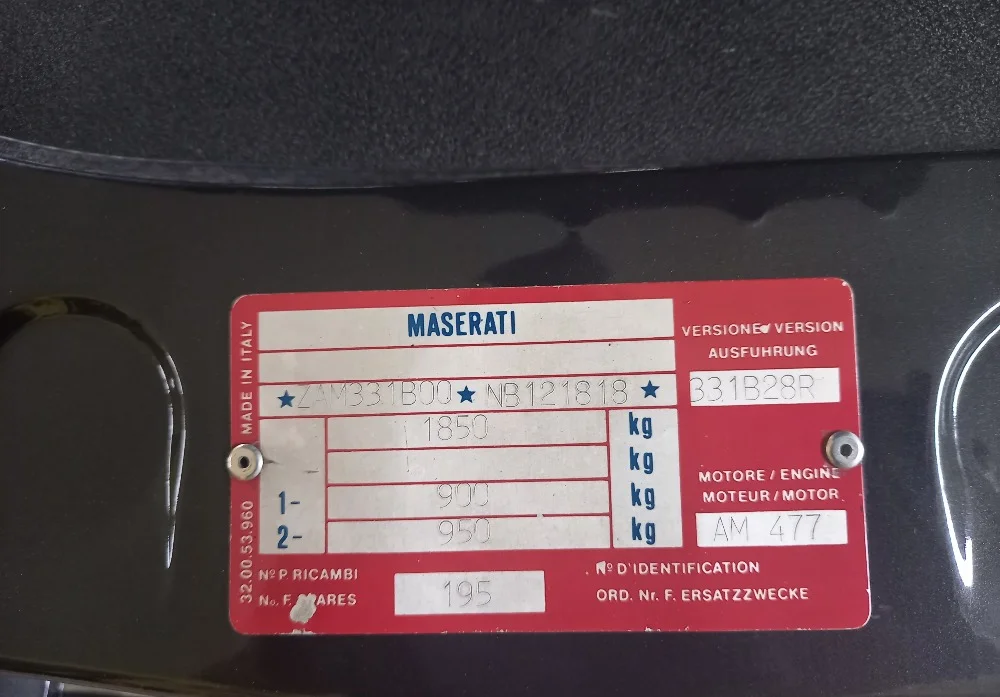 MASERATI
★ZAM331B00★ NB121818 ★
1850 kg
kg
1- 900 kg
2- 950 kg
MADE IN ITALY
32.00.53.960
VERSIONE/VERSION
AUSFUHRUNG
331B28R
MOTORE/ENGINE
MOTEUR/MOTOR
AM 477
Nº P. RICAMBI
No. F. SPARES
195
Nº D'IDENTIFICATION
ORD. Nr. F. ERSATZZWECKE